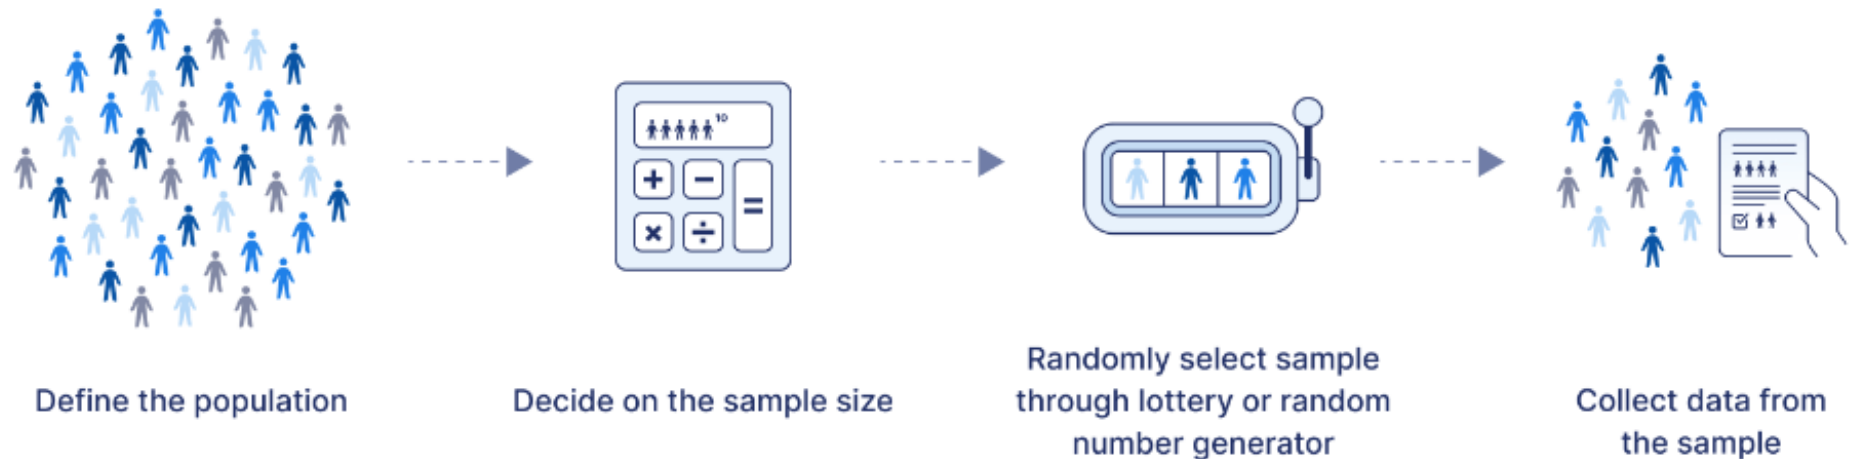 10
+
−
=
×
÷
Define the population
Decide on the sample size
Randomly select sample
through lottery or random
number generator
Collect data from
the sample